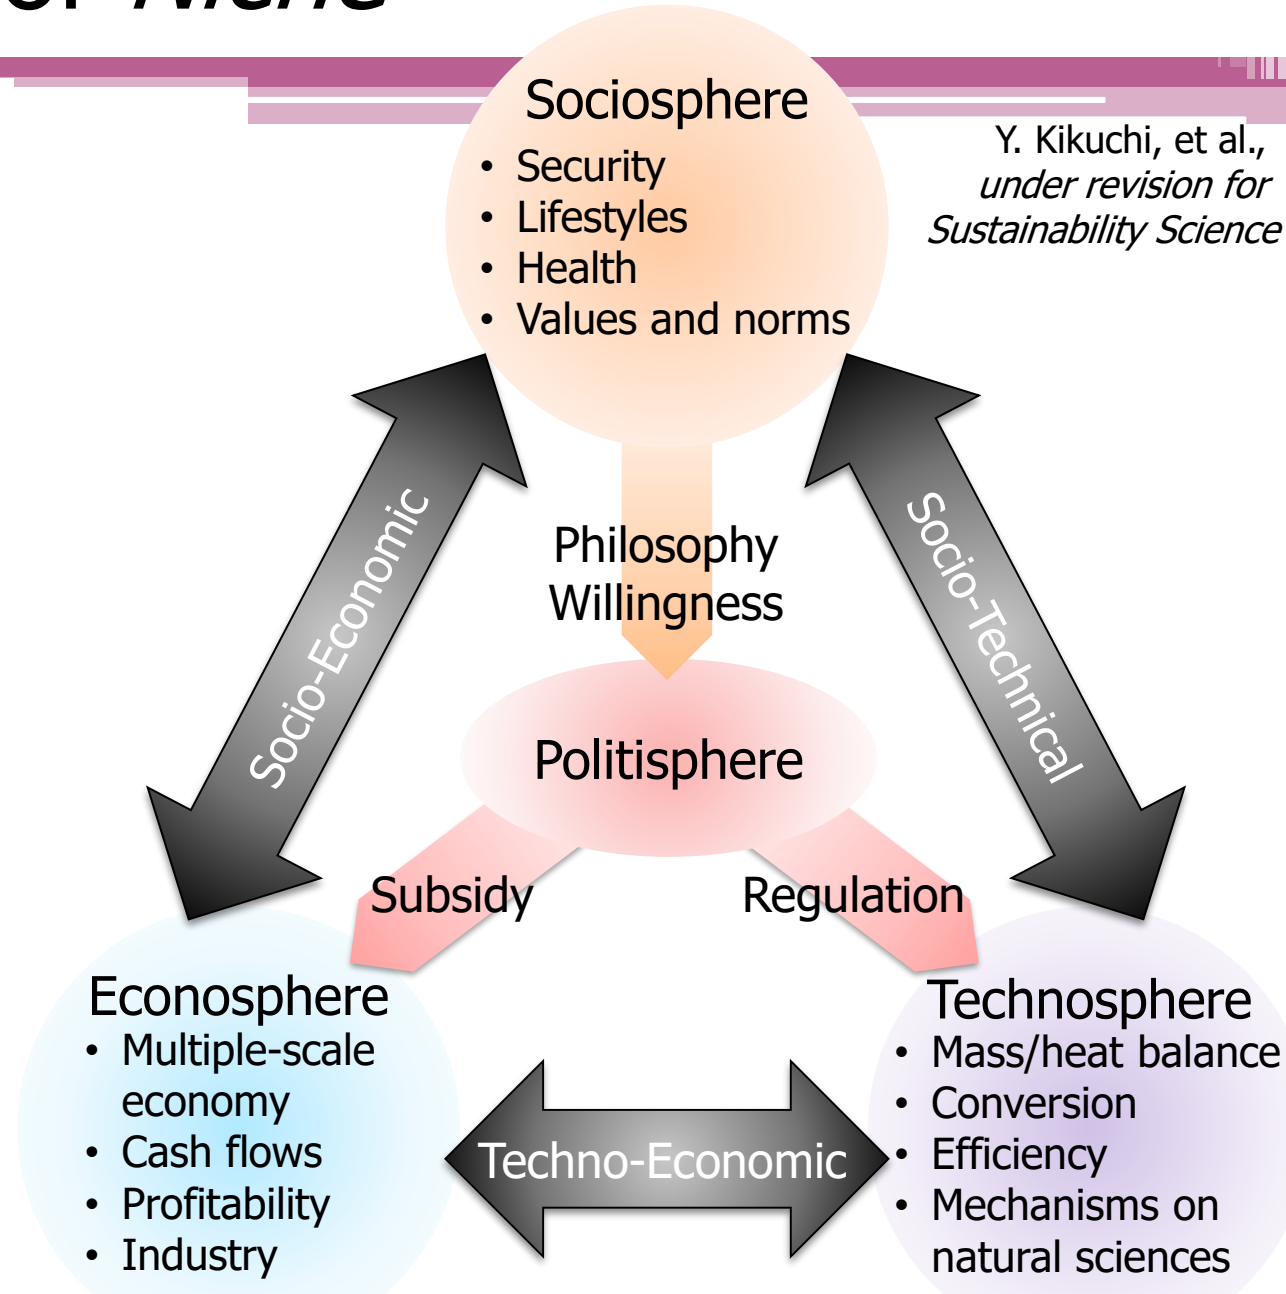 Sociosphere
• Security
• Lifestyles
• Health
• Values and norms
Y. Kikuchi, et al.,
under revision for
Sustainability Science
Socio-Economic
Philosophy
Willingness
Socio-Technical
Politisphere
Subsidy
Regulation
Econosphere
• Multiple-scale
economy
• Cash flows
• Profitability
• Industry
Techno-Economic
Technosphere
• Mass/heat balance
• Conversion
• Efficiency
• Mechanisms on
natural sciences